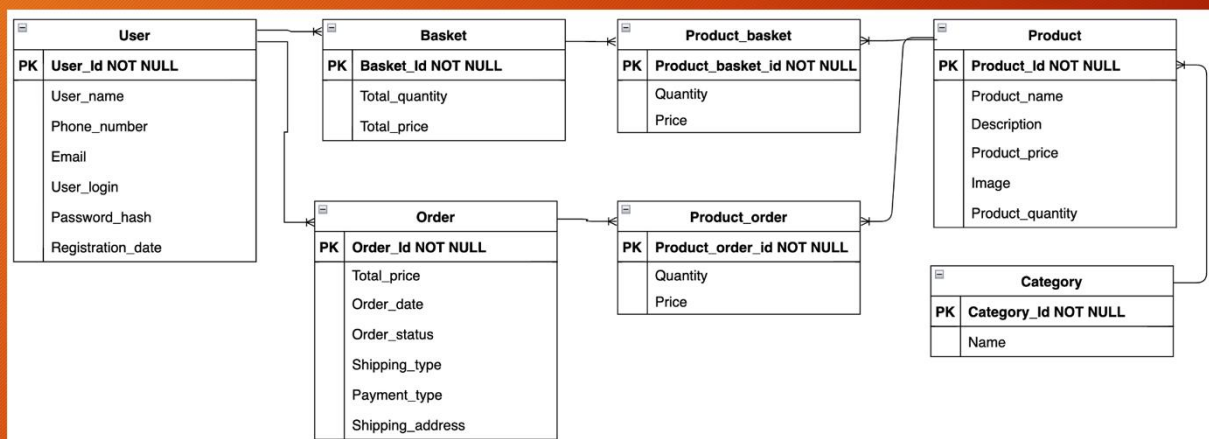 User
PK User_Id NOT NULL
User_name
Phone_number
Email
User_login
Password_hash
Registration_date
Basket
PK Basket_Id NOT NULL
Total_quantity
Total_price
Product_basket
PK Product_basket_id NOT NULL
Quantity
Price
Product
PK Product_Id NOT NULL
Product_name
Description
Product_price
Image
Product_quantity
Order
PK Order_Id NOT NULL
Total_price
Order_date
Order_status
Shipping_type
Payment_type
Shipping_address
Product_order
PK Product_order_id NOT NULL
Quantity
Price
Category
PK Category_Id NOT NULL
Name